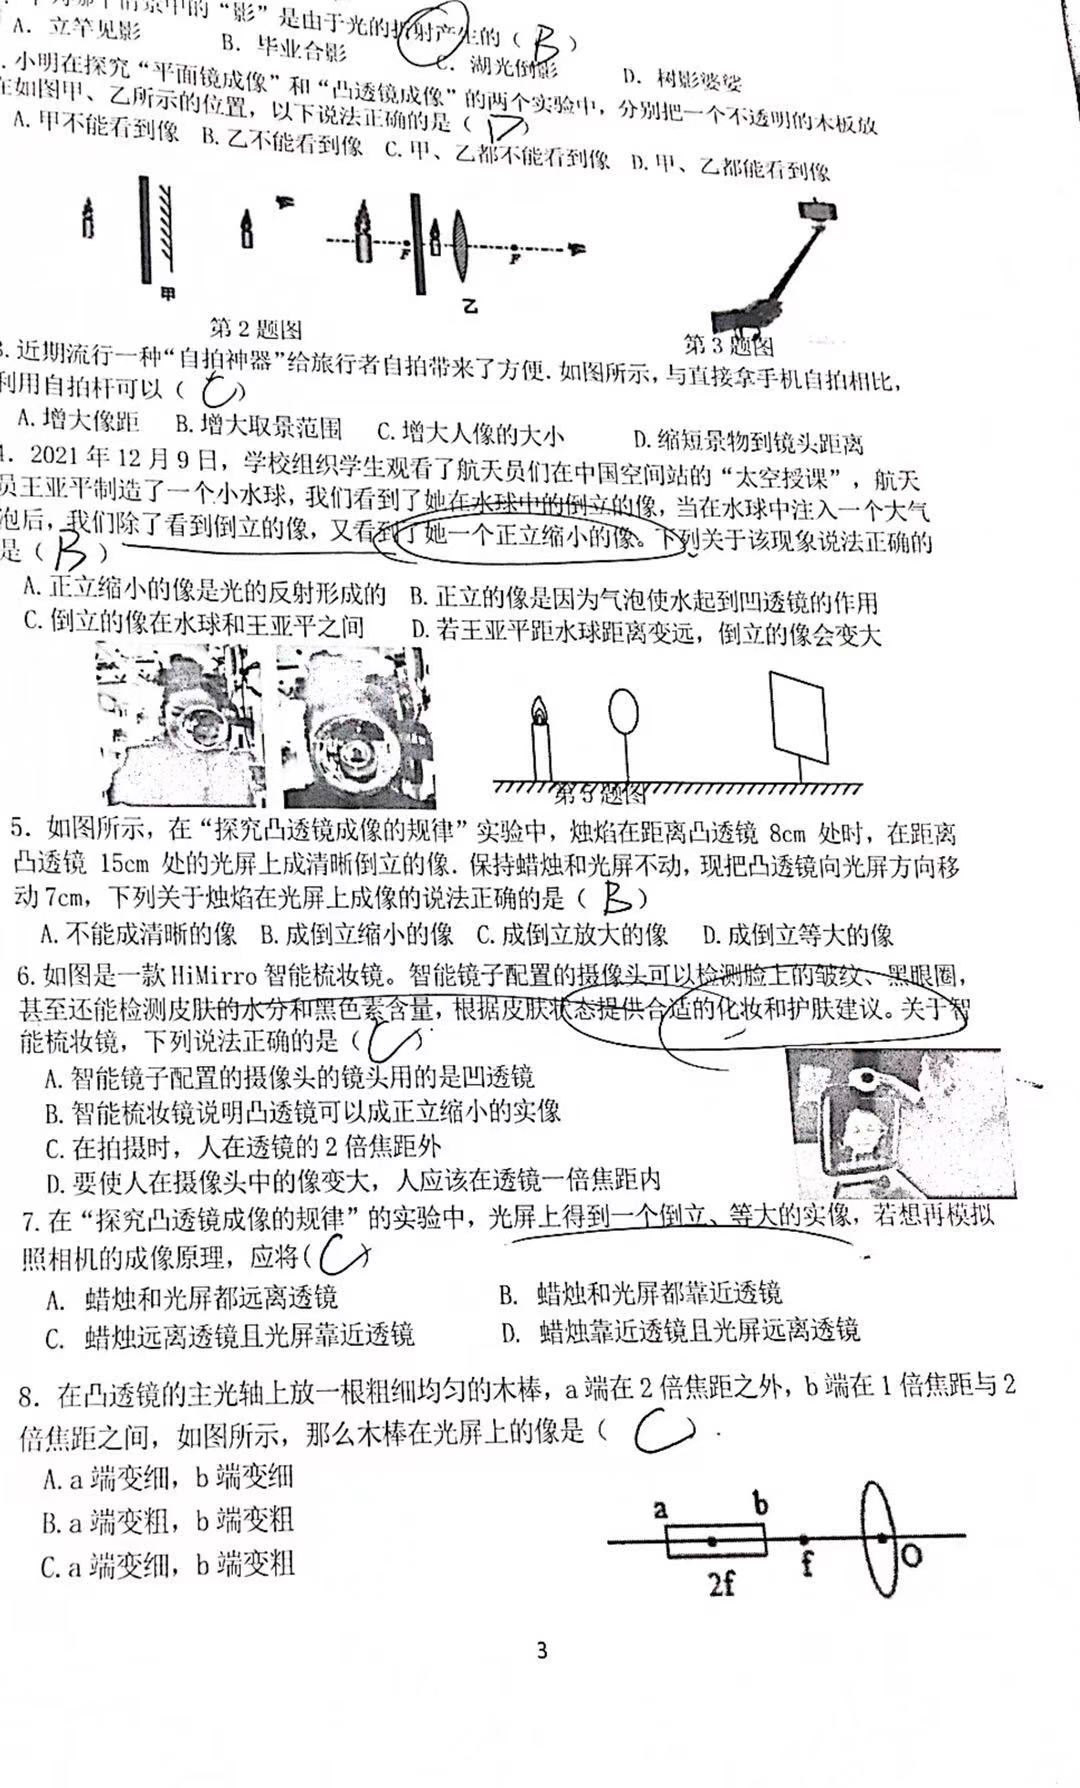 “影”是由于光的折射产生的（ B ）
A. 立竿见影 B. 毕业合影 C. 湖光倒影 D. 树影婆娑
.小明在探究“平面镜成像”和“凸透镜成像”的两个实验中，分别把一个不透明的木板放
在如图甲、乙所示的位置，以下说法正确的是（ D ）
A. 甲不能看到像 B. 乙不能看到像 C. 甲、乙都不能看到像 D. 甲、乙都能看到像
F F
甲 乙
第 2 题图 第 3 题图
3. 近期流行一种“自拍神器”给旅行者自拍带来了方便. 如图所示, 与直接拿手机自拍相比,
利用自拍杆可以（ C ）
A. 增大像距 B. 增大取景范围 C. 增大人像的大小 D. 缩短景物到镜头距离
4. 2021 年 12 月 9 日，学校组织学生观看了航天员们在中国空间站的“太空授课”，航天
员王亚平制造了一个小水球，我们看到了她在水球中的倒立的像，当在水球中注入一个大气
泡后，我们除了看到倒立的像，又看到了她一个正立缩小的像。下列关于该现象说法正确的
是（ B ）
A. 正立缩小的像是光的反射形成的 B. 正立的像是因为气泡使水起到凹透镜的作用
C. 倒立的像在水球和王亚平之间 D. 若王亚平距水球距离变远，倒立的像会变大
第 5 题图
5. 如图所示，在“探究凸透镜成像的规律”实验中，烛焰在距离凸透镜 8cm 处时，在距离
凸透镜 15cm 处的光屏上成清晰倒立的像. 保持蜡烛和光屏不动，现把凸透镜向光屏方向移
动 7cm，下列关于烛焰在光屏上成像的说法正确的是（ B ）
A. 不能成清晰的像 B. 成倒立缩小的像 C. 成倒立放大的像 D. 成倒立等大的像
6. 如图是一款 HiMirro 智能梳妆镜。智能镜子配置的摄像头可以检测脸上的皱纹、黑眼圈，
甚至还能检测皮肤的水分和黑色素含量，根据皮肤状态提供合适的化妆和护肤建议。关于智
能梳妆镜，下列说法正确的是（ C ）
A. 智能镜子配置的摄像头的镜头用的是凹透镜
B. 智能梳妆镜说明凸透镜可以成正立缩小的实像
C. 在拍摄时，人在透镜的 2 倍焦距外
D. 要使人在摄像头中的像变大，人应该在透镜一倍焦距内
7. 在“探究凸透镜成像的规律”的实验中，光屏上得到一个倒立、等大的实像，若想再模拟
照相机的成像原理，应将( C )
A. 蜡烛和光屏都远离透镜 B. 蜡烛和光屏都靠近透镜
C. 蜡烛远离透镜且光屏靠近透镜 D. 蜡烛靠近透镜且光屏远离透镜
8. 在凸透镜的主光轴上放一根粗细均匀的木棒，a 端在 2 倍焦距之外，b 端在 1 倍焦距与 2
倍焦距之间，如图所示，那么木棒在光屏上的像是（ C ）.
A. a 端变细，b 端变细
B. a 端变粗，b 端变粗
C. a 端变细，b 端变粗
a b
2f f O
3